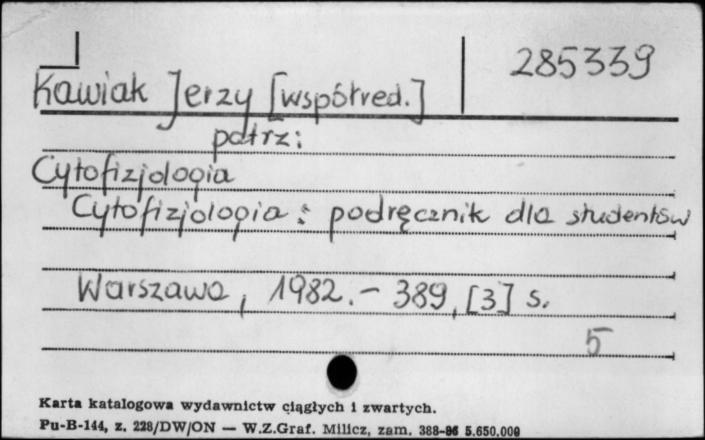 285339
Kawiak Jerzy [współred.]
patrz:
Cytofizjologia
Cytofizjologia : podręcznik dla studentów
Warszawa, 1982. – 389, [3] s.
5
Karta katalogowa wydawnictw ciągłych i zwartych.
Pu-B-144, z. 228/DW/ON — W.Z.Graf. Milicz, zam. 388-86 5.650.000